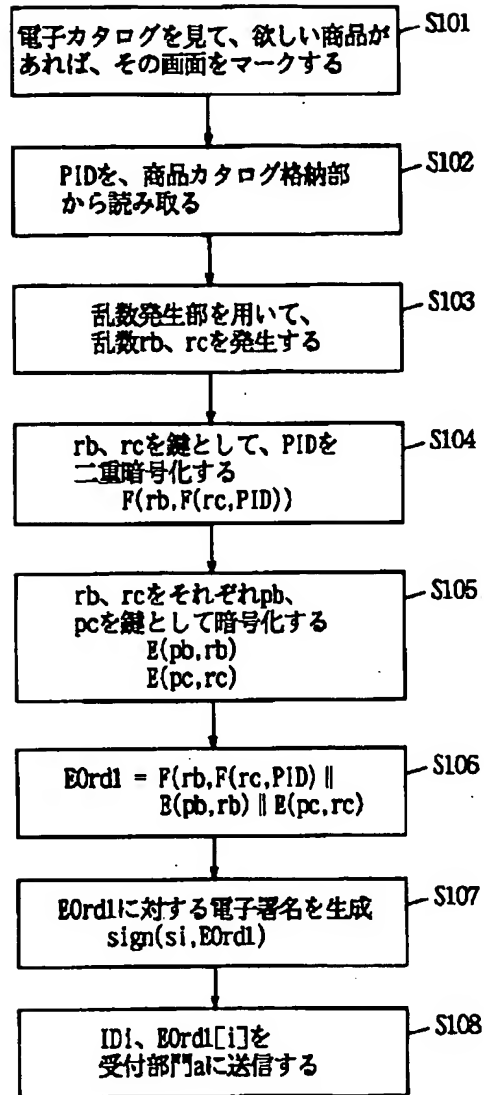 電子カタログを見て、欲しい商品が
あれば、その画面をマークする
S101
PIDを、商品カタログ格納部
から読み取る
S102
乱数発生部を用いて、
乱数rb、rcを発生する
S103
rb、rcを鍵として、PIDを
二重暗号化する
F(rb,F(rc,PID))
S104
rb、rcをそれぞれpb、
pcを鍵として暗号化する
E(pb,rb)
E(pc,rc)
S105
EOrd1 = F(rb,F(rc,PID) ||
E(pb,rb) || E(pc,rc)
S106
EOrd1に対する電子署名を生成
sign(si,EOrd1)
S107
IDi、EOrd1[i]を
受付部門aに送信する
S108